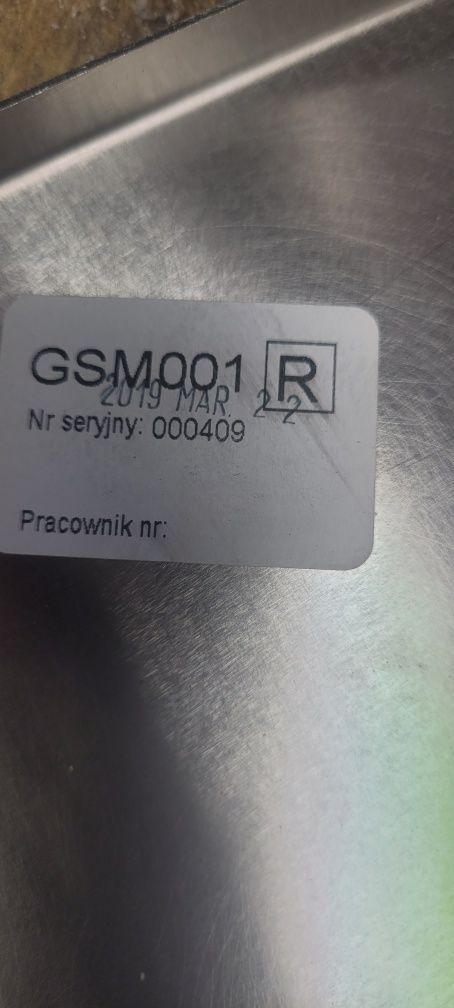 GSM001 R
2019 MAR. 22
Nr seryjny: 000409
Pracownik nr: